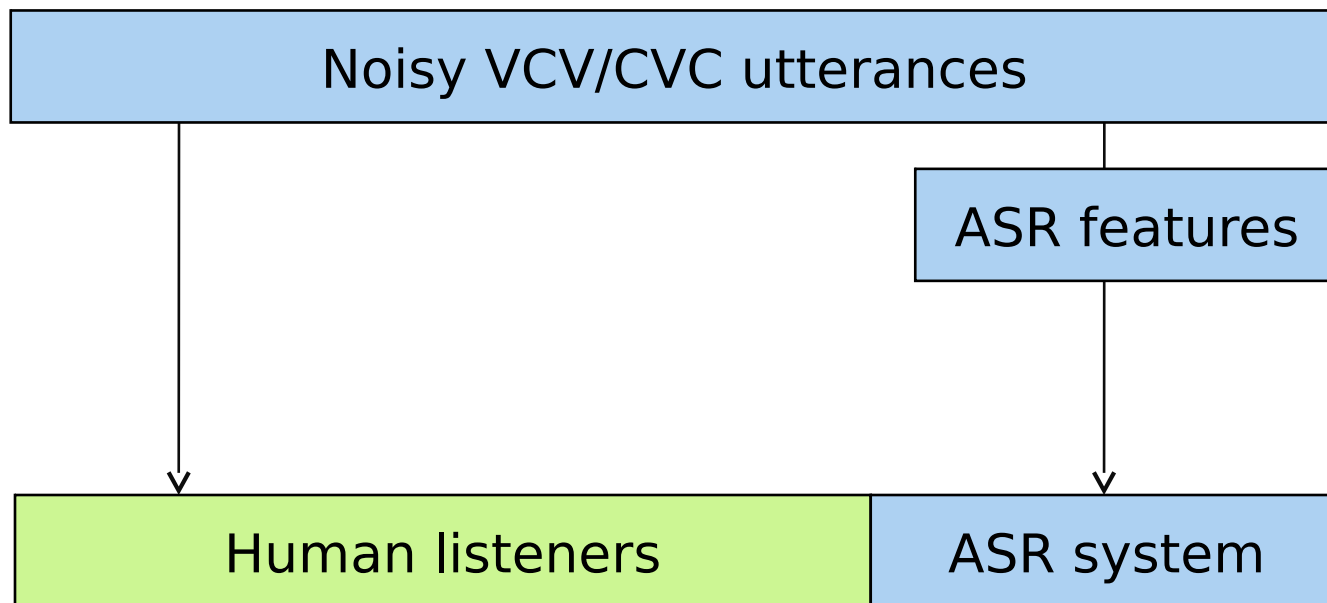 Noisy VCV/CVC utterances
ASR features
Human listeners
ASR system